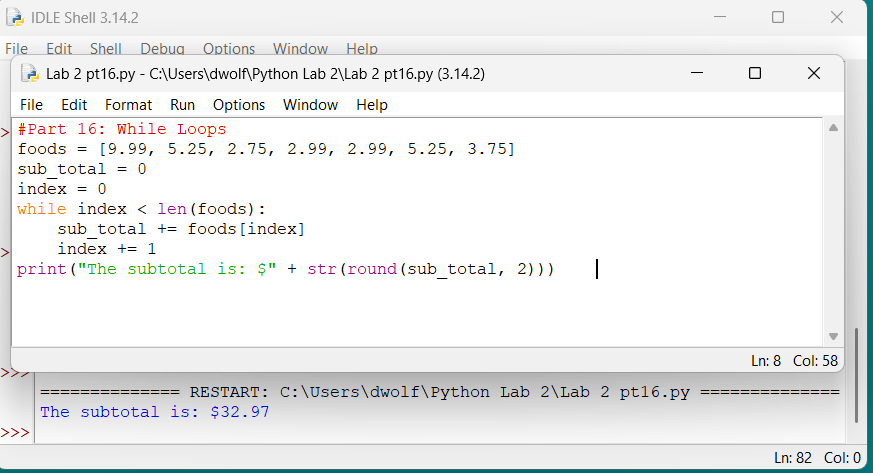 IDLE Shell 3.14.2
File Edit Shell Debug Options Window Help
Lab 2 pt16.py - C:\Users\dwolf\Python Lab 2\Lab 2 pt16.py (3.14.2)
File Edit Format Run Options Window Help
#Part 16: While Loops
foods = [9.99, 5.25, 2.75, 2.99, 2.99, 5.25, 3.75]
sub_total = 0
index = 0
while index < len(foods):
    sub_total += foods[index]
    index += 1
print("The subtotal is: $" + str(round(sub_total, 2)))
Ln: 8 Col: 58
>>>
============== RESTART: C:\Users\dwolf\Python Lab 2\Lab 2 pt16.py ==============
The subtotal is: $32.97
>>>
Ln: 82 Col: 0